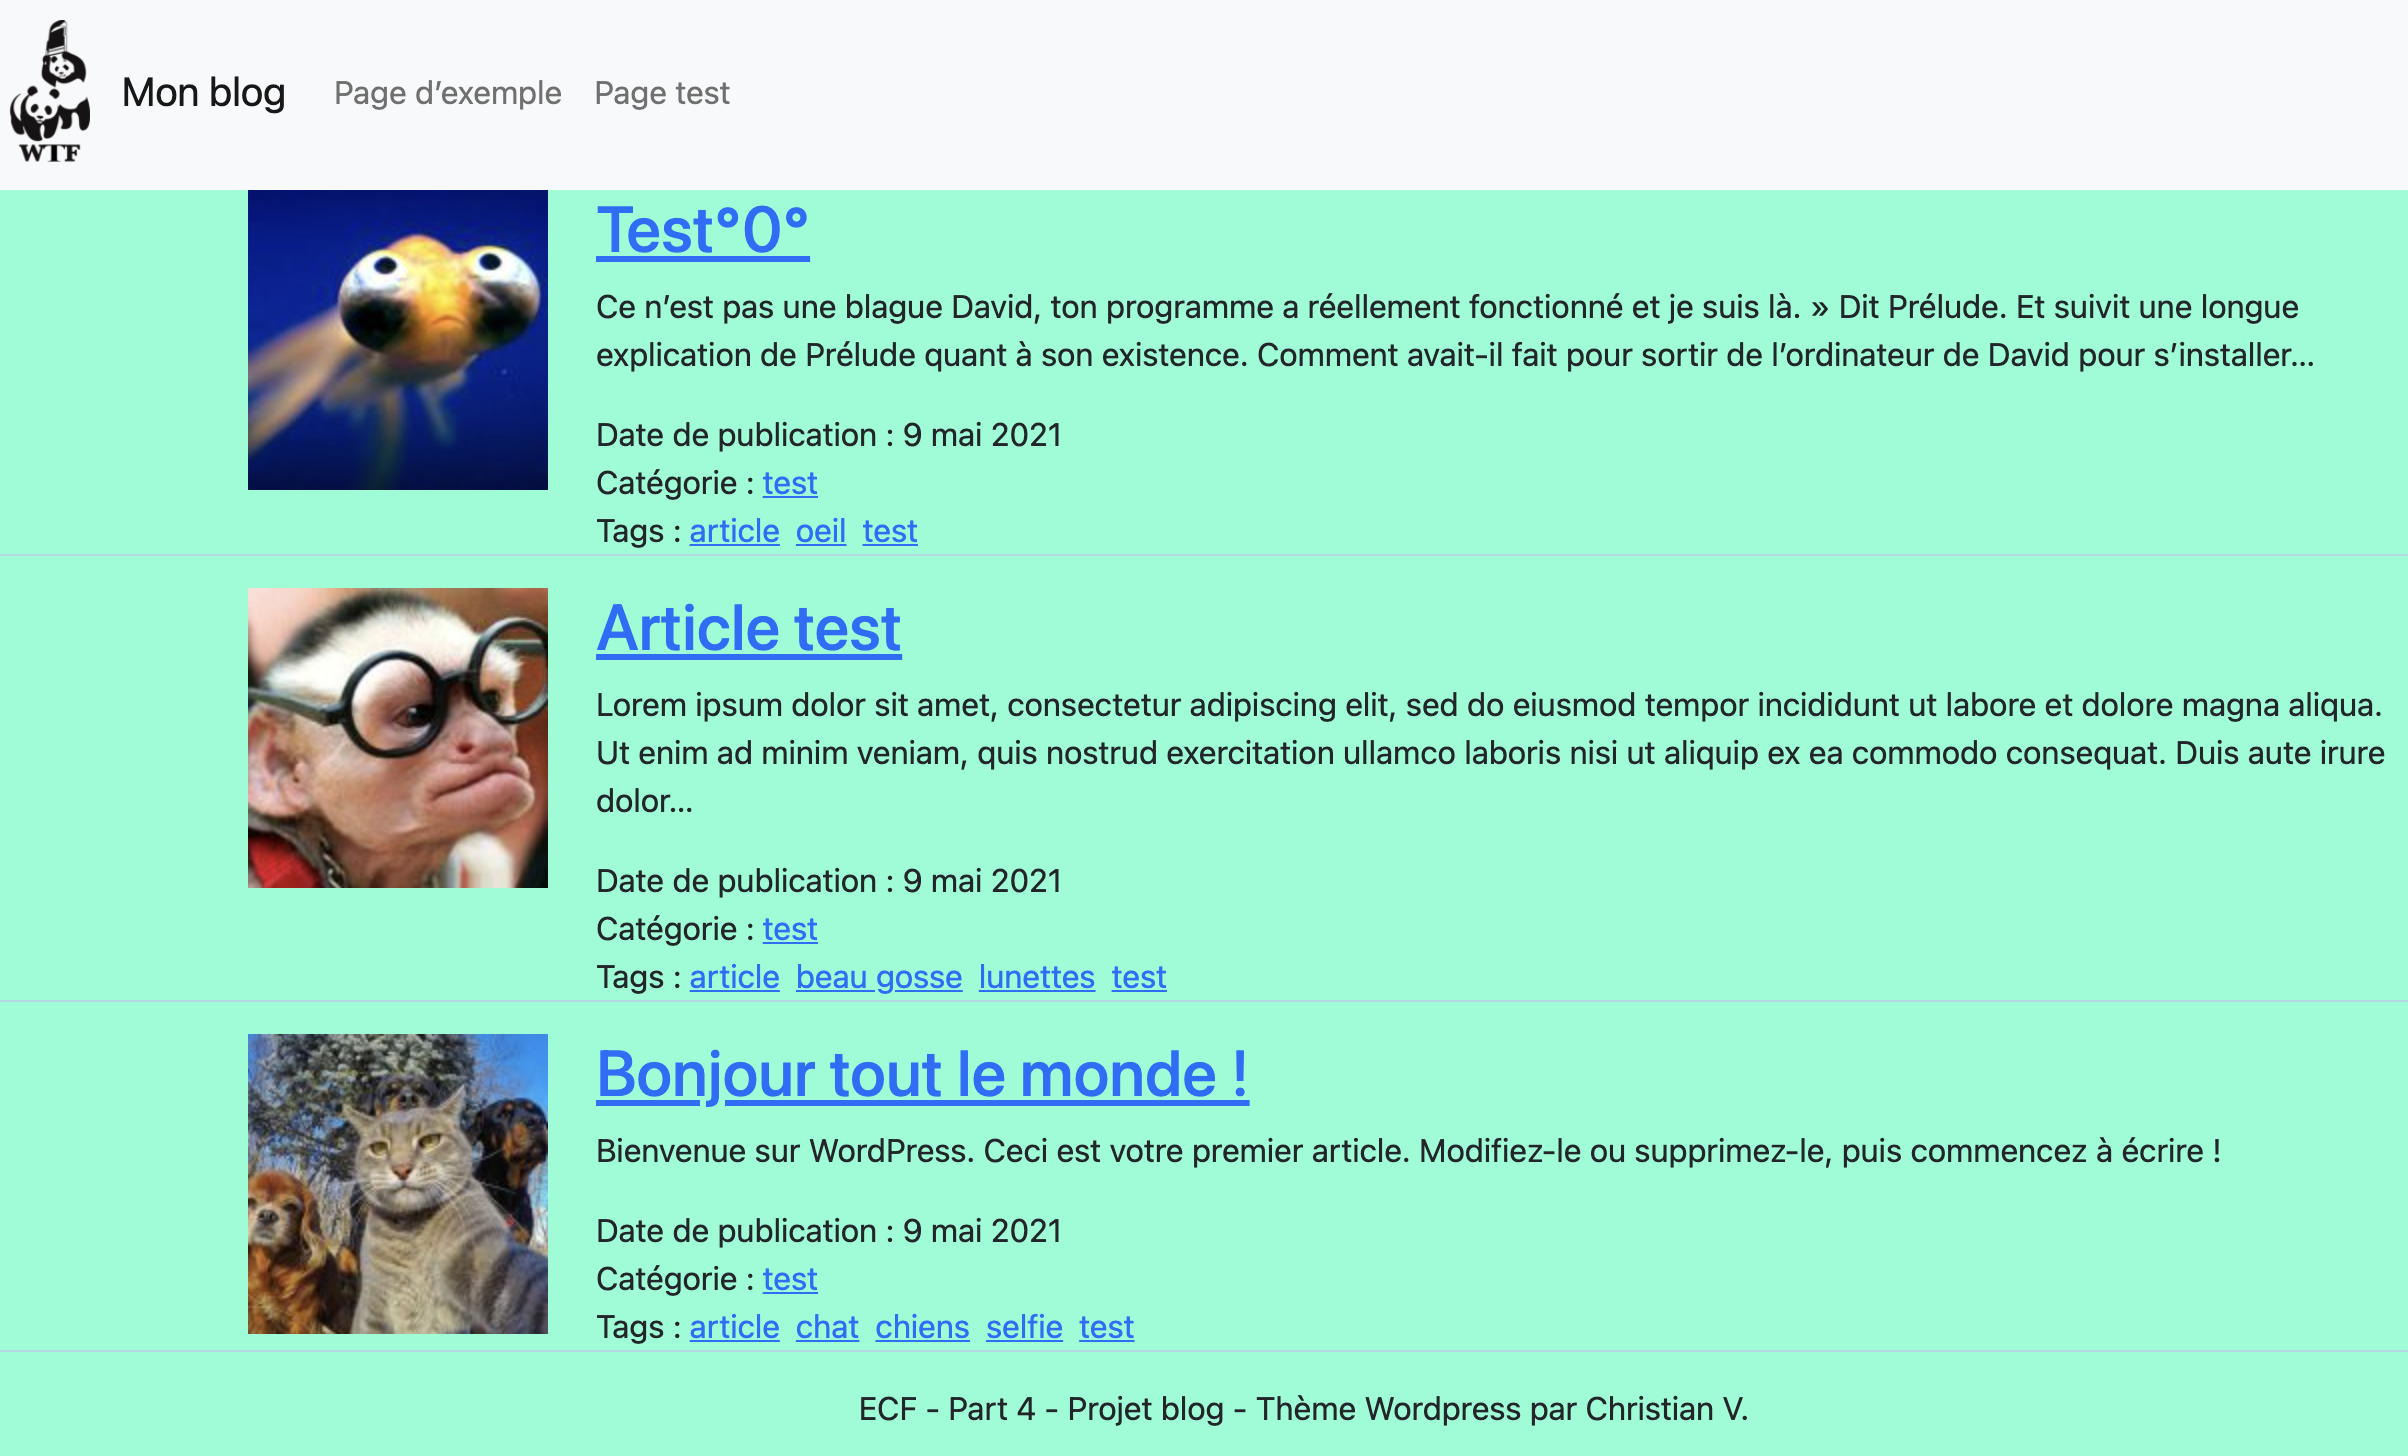 WTF
Mon blog
Page d’exemple
Page test
Test°0°
Ce n’est pas une blague David, ton programme a réellement fonctionné et je suis là. » Dit Prélude. Et suivit une longue
explication de Prélude quant à son existence. Comment avait-il fait pour sortir de l’ordinateur de David pour s’installer...
Date de publication : 9 mai 2021
Catégorie : test
Tags : article oeil test
Article test
Lorem ipsum dolor sit amet, consectetur adipiscing elit, sed do eiusmod tempor incididunt ut labore et dolore magna aliqua.
Ut enim ad minim veniam, quis nostrud exercitation ullamco laboris nisi ut aliquip ex ea commodo consequat. Duis aute irure
dolor...
Date de publication : 9 mai 2021
Catégorie : test
Tags : article beau gosse lunettes test
Bonjour tout le monde !
Bienvenue sur WordPress. Ceci est votre premier article. Modifiez-le ou supprimez-le, puis commencez à écrire !
Date de publication : 9 mai 2021
Catégorie : test
Tags : article chat chiens selfie test
ECF - Part 4 - Projet blog - Thème Wordpress par Christian V.